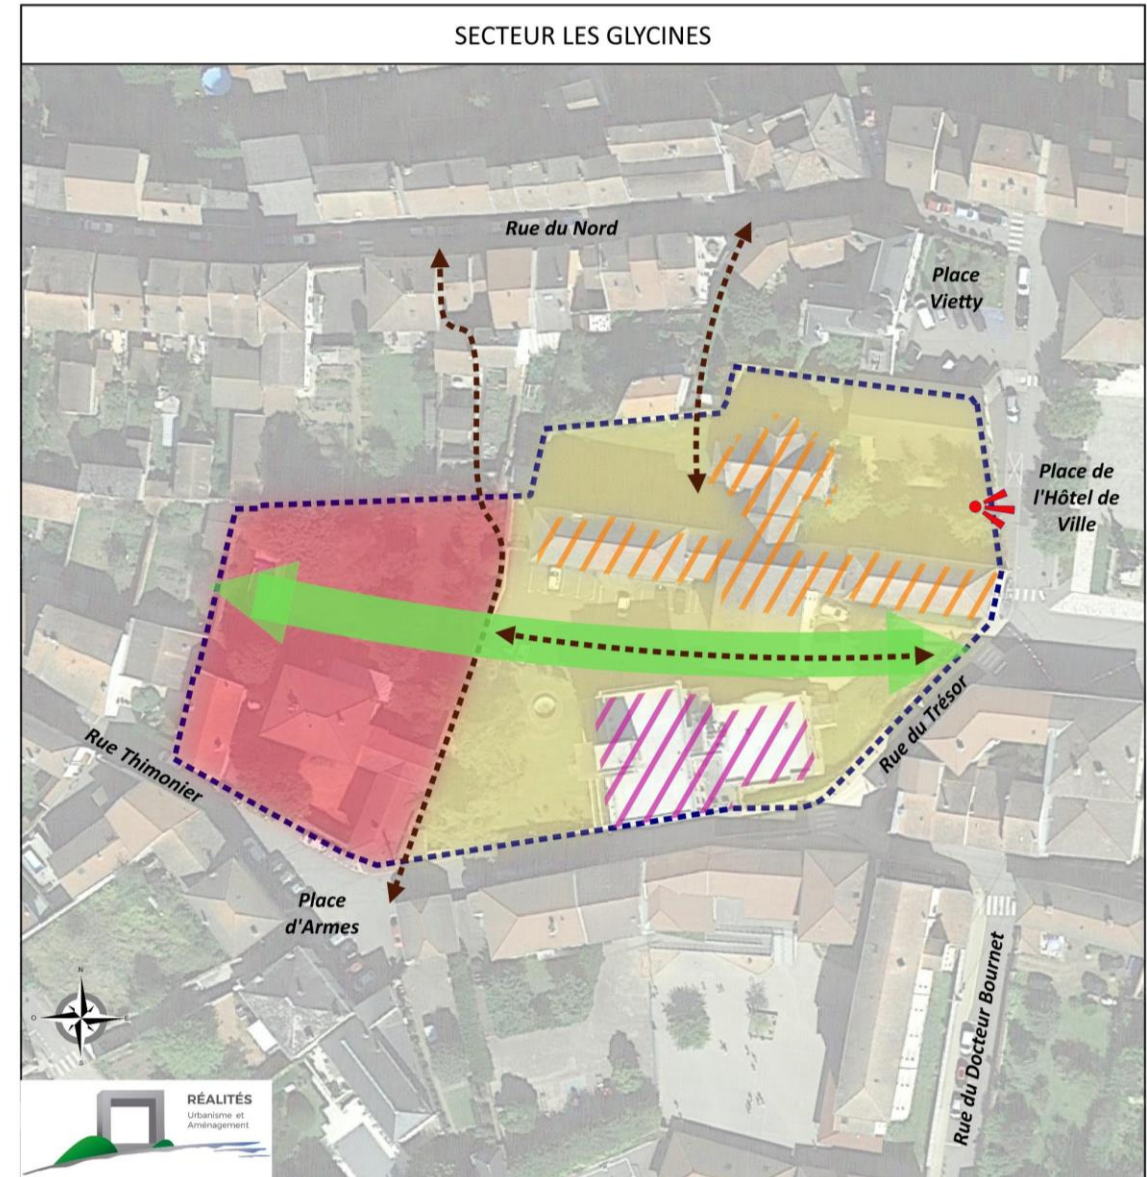 SECTEUR LES GLYCINES
Rue du Nord
Place
Vietty
Place de
l'Hôtel de
Ville
Rue du Trésor
Rue Thimonier
Place
d'Armes
Rue du Docteur Bournet
N
O
E
S
RÉALITÉS
Urbanisme et
Aménagement